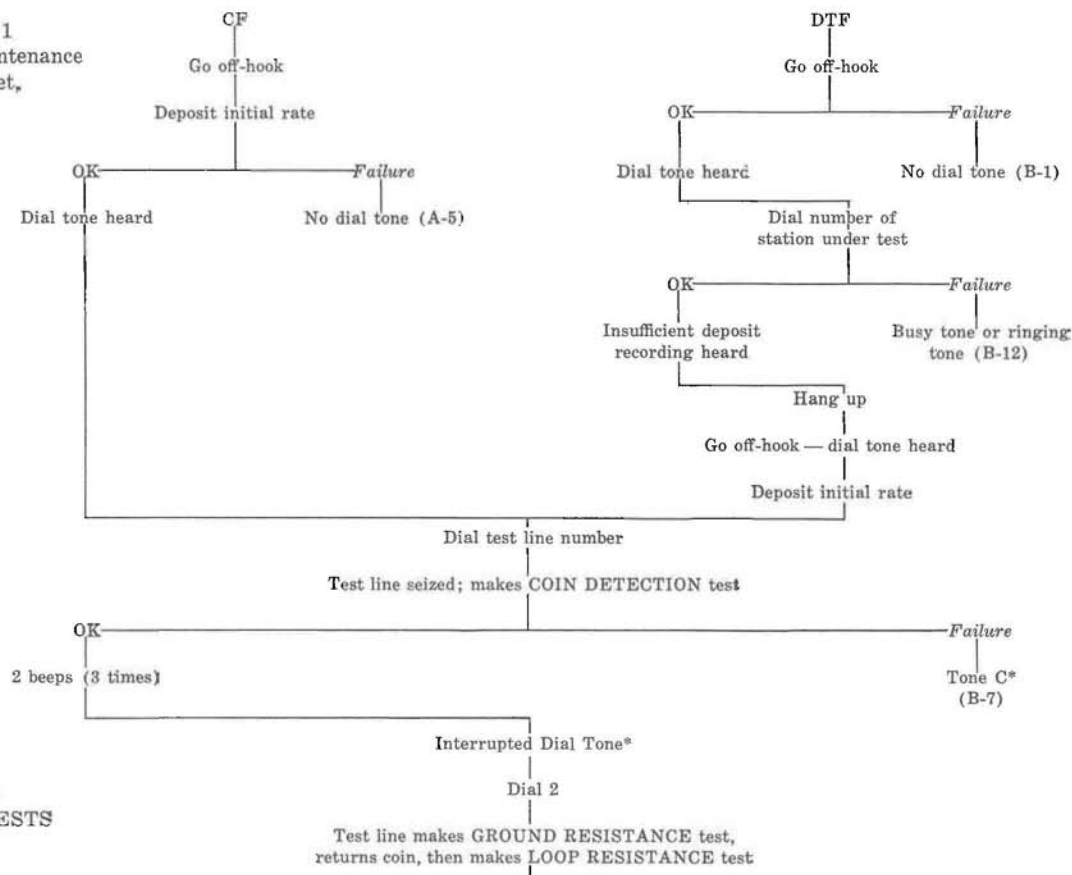 1
ntenance
et,
CF
Go off-hook
Deposit initial rate
OK
Failure
Dial tone heard
No dial tone (A-5)
DTF
Go off-hook
OK
Failure
Dial tone heard
No dial tone (B-1)
Dial number of
station under test
OK
Failure
Insufficient deposit
recording heard
Busy tone or ringing
tone (B-12)
Hang up
Go off-hook — dial tone heard
Deposit initial rate
Dial test line number
Test line seized; makes COIN DETECTION test
OK
Failure
2 beeps (3 times)
Tone C*
(B-7)
Interrupted Dial Tone*
Dial 2
ESTS
Test line makes GROUND RESISTANCE test,
returns coin, then makes LOOP RESISTANCE test